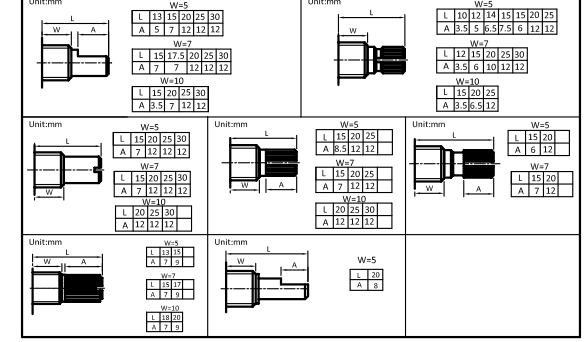 Unit:mm
L
W
A
W=5
L 13 15 20 25 30
A 5 7 12 12 12
W=7
L 15 17.5 20 25 30
A 7 7 12 12 12
W=10
L 15 20 25 30
A 3.5 7 12 12
Unit:mm
L
W
A
W=5
L 10 12 14 15 15 20 25
A 3.5 5 6.5 7.5 6 12 12
W=7
L 12 15 20 25 30
A 3.5 6 10 12 12
W=10
L 15 20 25
A 3.5 6.5 12
Unit:mm
L
W
W=5
L 15 20 25 30
A 7 12 12 12
W=7
L 15 20 25 30
A 7 12 12 12
W=10
L 20 25 30
A 12 12 12
Unit:mm
L
W
A
W=5
L 15 20 25
A 8.5 12 12
W=7
L 15 20 25
A 7 12 12
W=10
L 20 25 30
A 12 12 12
Unit:mm
L
W
A
W=5
L 15 20
A 6 12
W=7
L 15 20
A 7 12
Unit:mm
L
W
A
W=5
L 13 15
A 7 9
W=7
L 15 17
A 7 9
W=10
L 18 20
A 7 9
Unit:mm
L
W
A
W=5
L 20
A 8